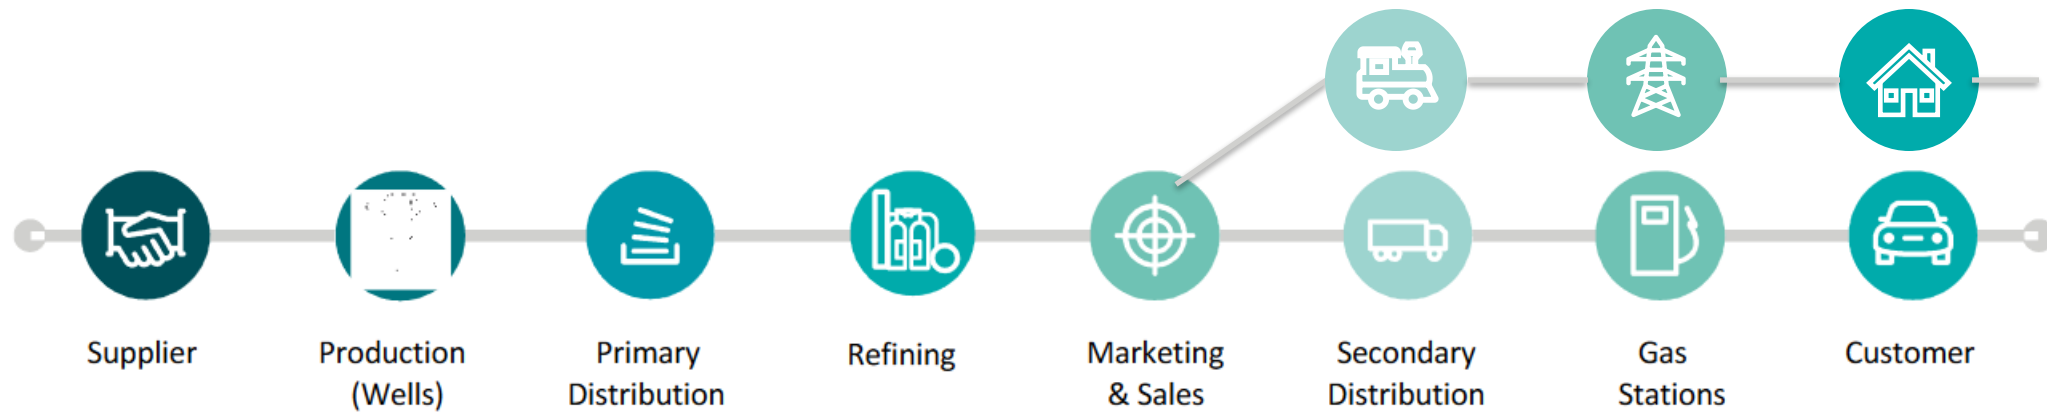 Supplier
Production
(Wells)
Primary
Distribution
Refining
Marketing
& Sales
Secondary
Distribution
Gas
Stations
Customer